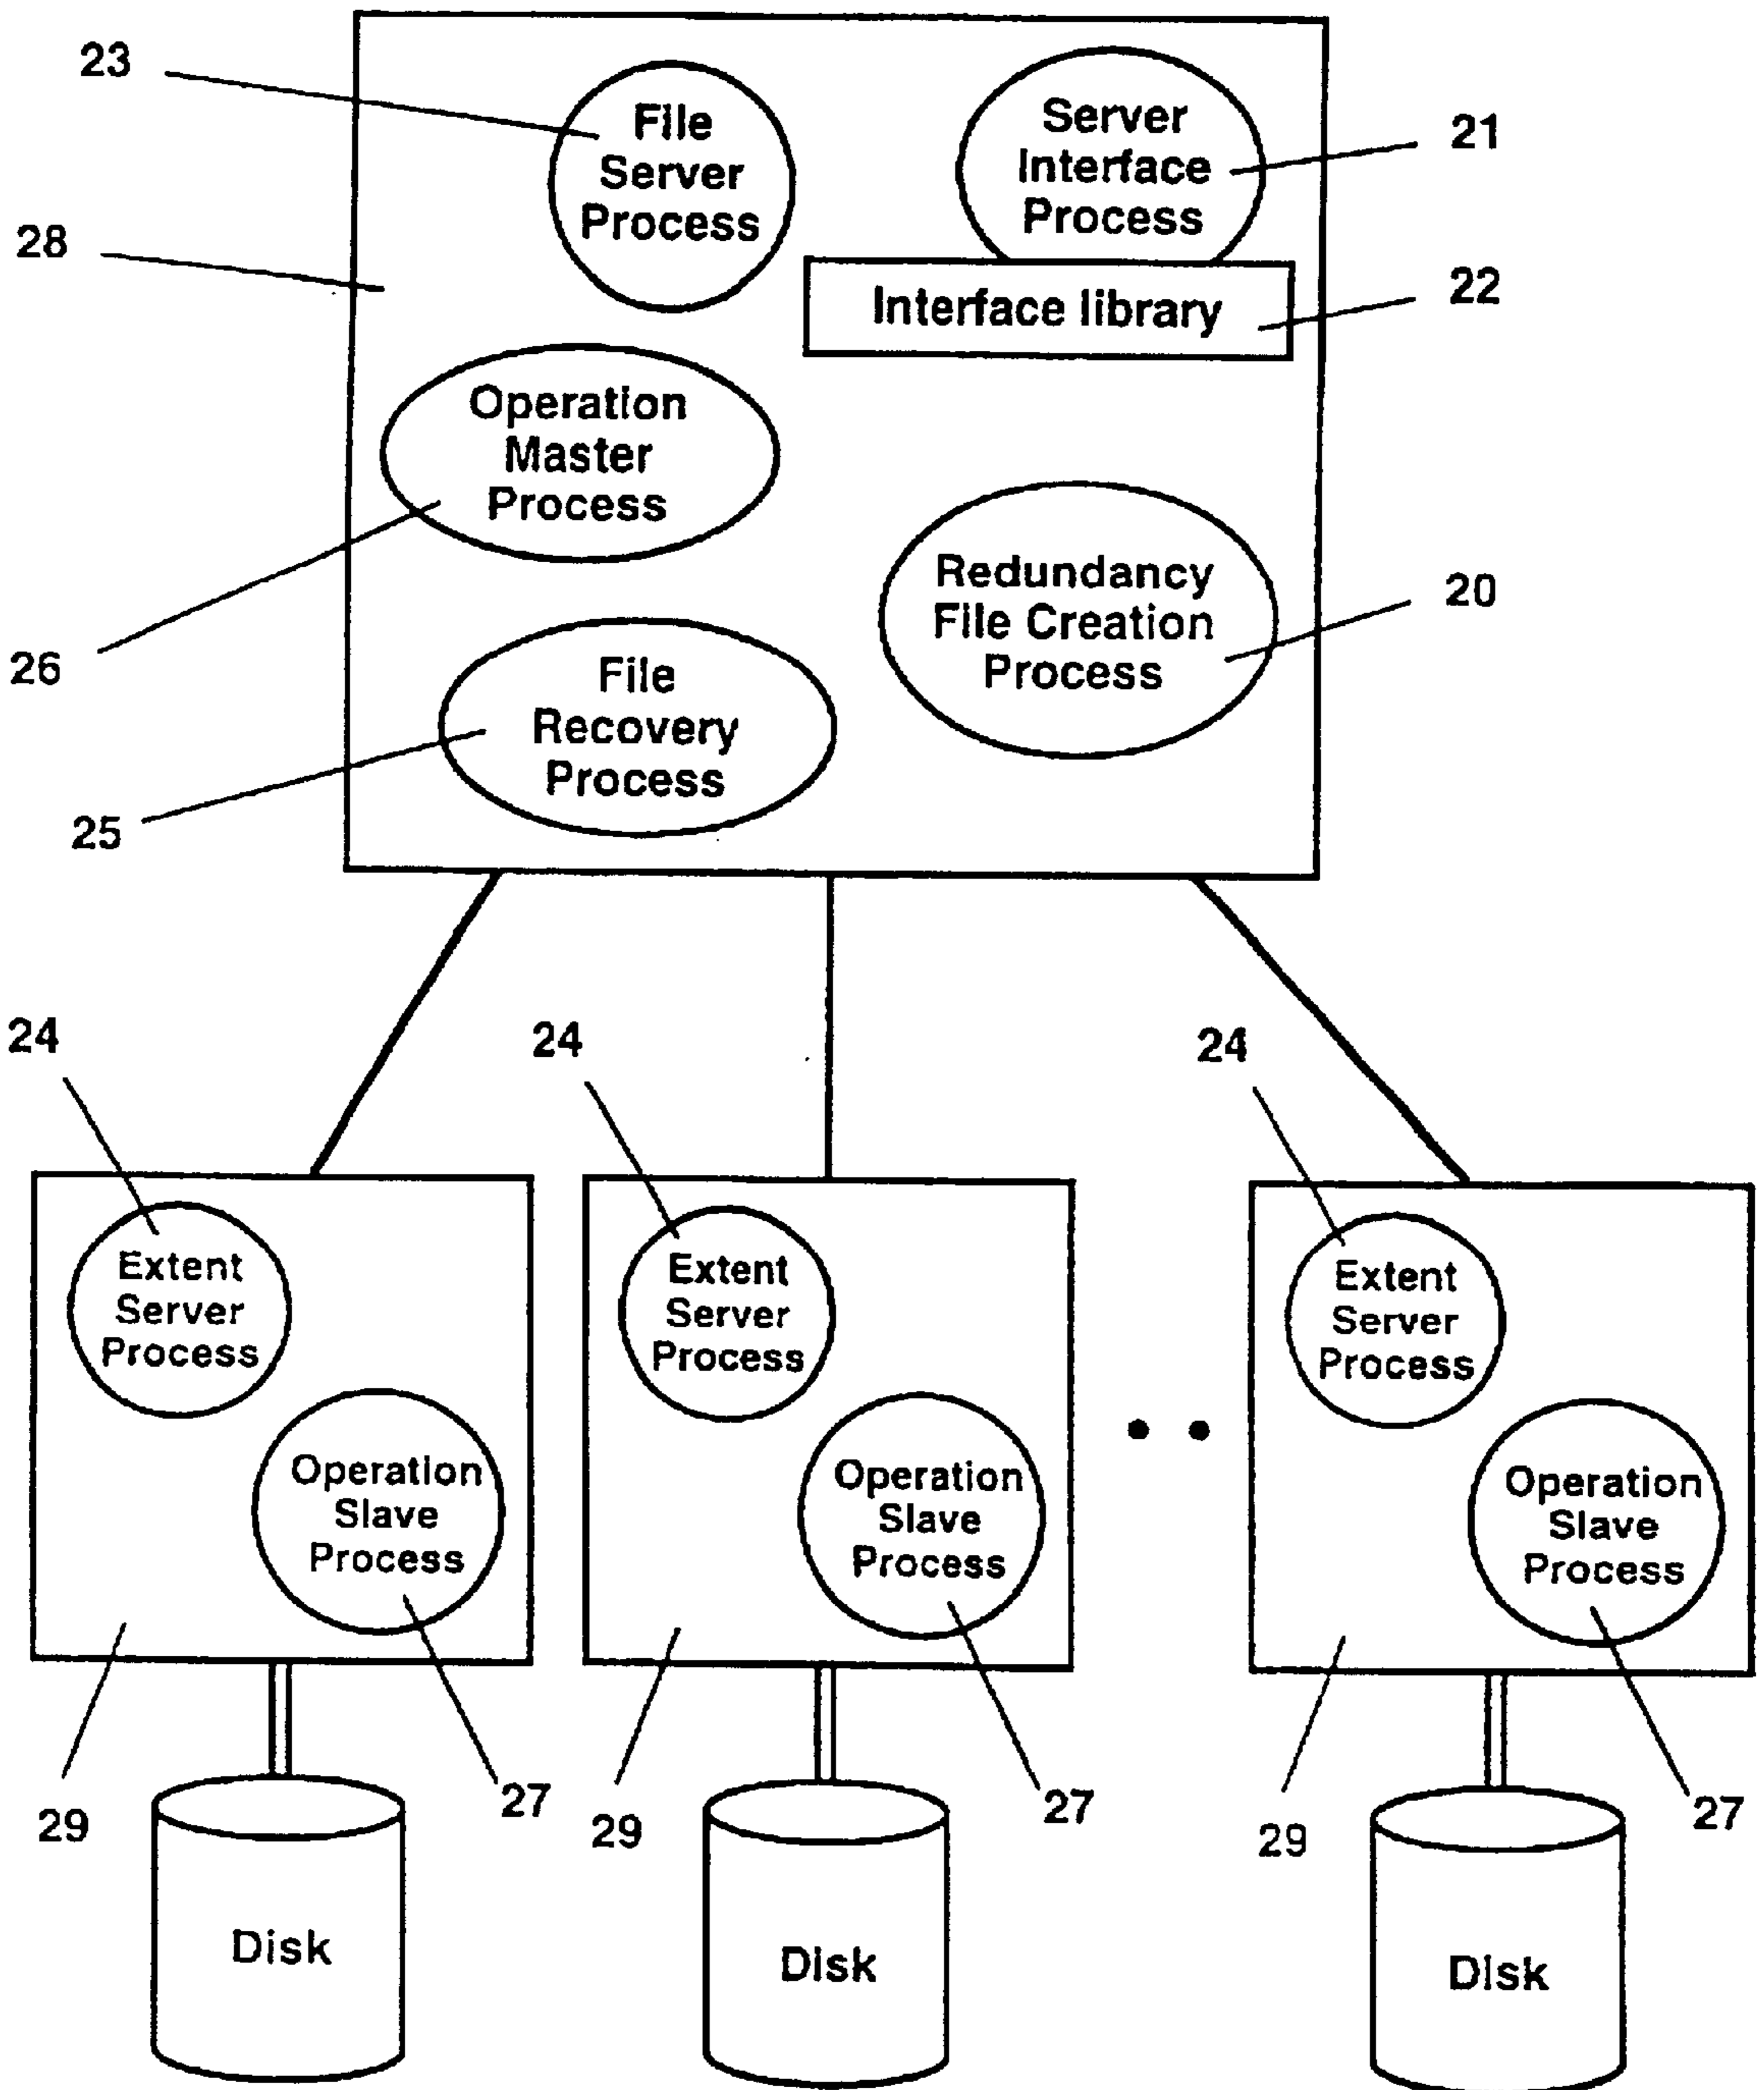 23
File
Server
Process
Server
Interface
Process
21
28
Interface library
22
Operation
Master
Process
26
Redundancy
File Creation
Process
20
File
Recovery
Process
25
24
24
24
Extent
Server
Process
Extent
Server
Process
Extent
Server
Process
Operation
Slave
Process
Operation
Slave
Process
Operation
Slave
Process
29
27
29
27
29
27
Disk
Disk
Disk